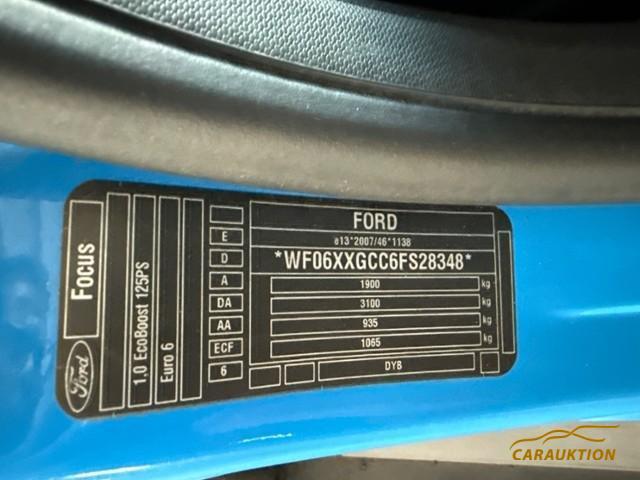 FORD
e13*2007/46*1138
*WF06XXGCC6FS28348*
1900 kg
3100 kg
935 kg
1065 kg
DYB
E
D
A
DA
AA
ECF
6
Focus
1.0 EcoBoost 125PS
Euro 6
Ford
CARAUKTION